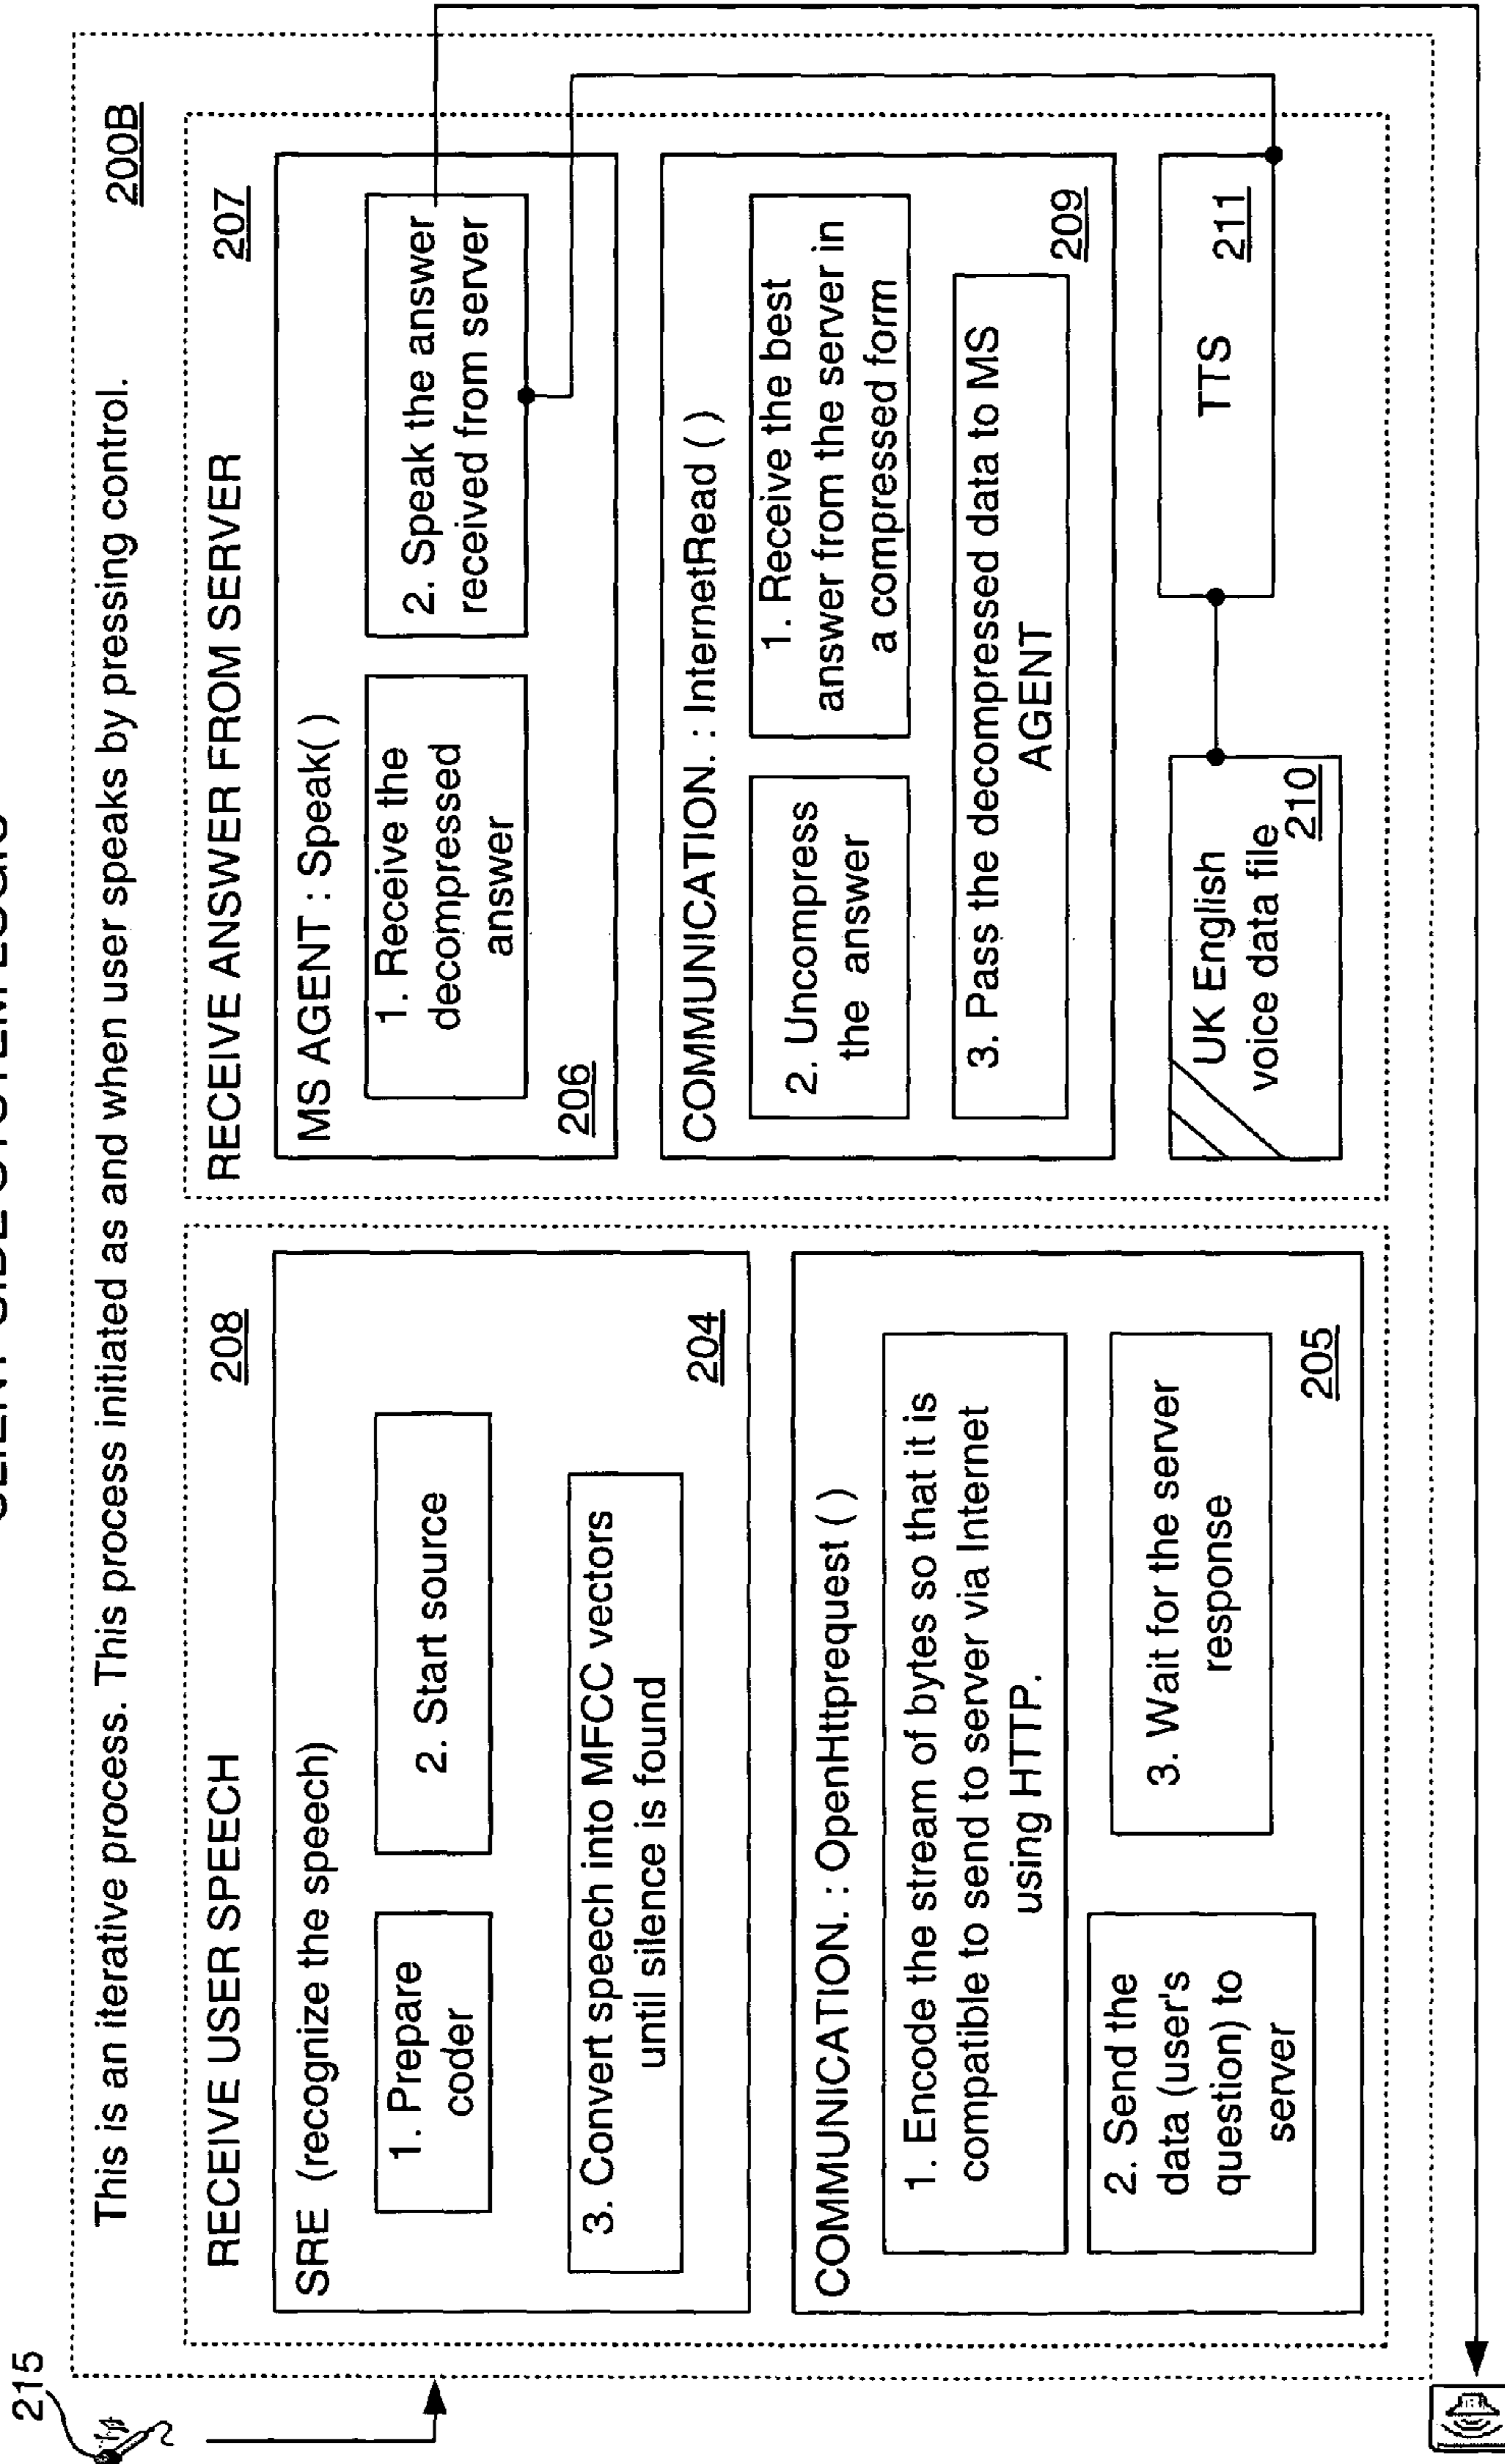 This is an iterative process. This process initiated as and when user speaks by pressing control.
200B
215
RECEIVE USER SPEECH
208
SRE (recognize the speech)
1. Prepare
coder
2. Start source
3. Convert speech into MFCC vectors
until silence is found
204
COMMUNICATION. : OpenHttprequest ( )
1. Encode the stream of bytes so that it is
compatible to send to server via Internet
using HTTP.
2. Send the
data (user's
question) to
server
3. Wait for the server
response
205
RECEIVE ANSWER FROM SERVER
207
MS AGENT : Speak( )
1. Receive the
decompressed
answer
2. Speak the answer
received from server
206
COMMUNICATION. : InternetRead ( )
2. Uncompress
the answer
1. Receive the best
answer from the server in
a compressed form
3. Pass the decompressed data to MS
AGENT
209
UK English
voice data file
210
TTS
211